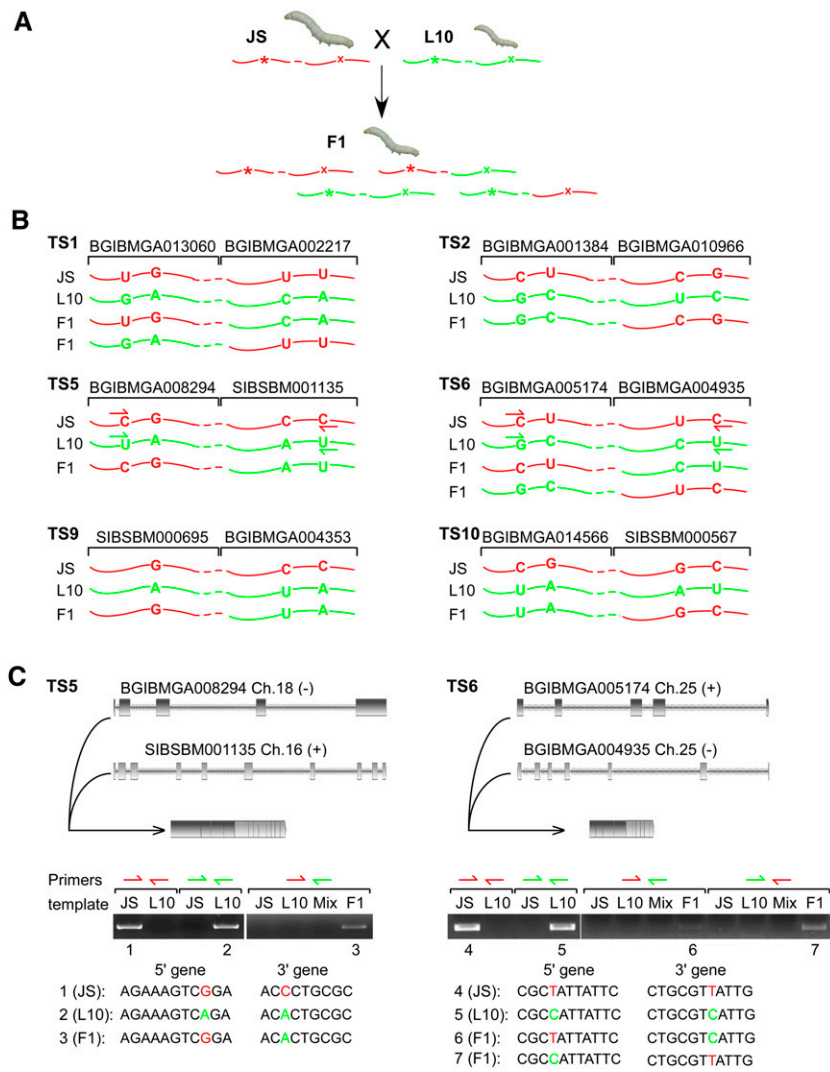 A
JS X L10
* x * x
F1
* x * x
* x * x
B
TS1 BGIBMGA013060 BGIBMGA002217
JS U G U U
L10 G A C A
F1 U G C A
F1 G A U U
TS2 BGIBMGA001384 BGIBMGA010966
JS C U C G
L10 G C U C
F1 G C C G
TS5 BGIBMGA008294 SIBSBM001135
JS C G C C
L10 U A A U
F1 C G A U
TS6 BGIBMGA005174 BGIBMGA004935
JS C U U C
L10 G C C U
F1 C U C U
F1 G C U C
TS9 SIBSBM000695 BGIBMGA004353
JS G C C
L10 A U A
F1 G U A
TS10 BGIBMGA014566 SIBSBM000567
JS C G G C
L10 U A A U
F1 U A G C
C
TS5
BGIBMGA008294 Ch.18 (-)
SIBSBM001135 Ch.16 (+)
Primers
template JS L10 JS L10 JS L10 Mix F1
1 2 3
5' gene 3' gene
1 (JS): AGAAAGTCGGA ACCCTGCGC
2 (L10): AGAAAGTCAGA ACACTGCGC
3 (F1): AGAAAGTCGGA ACACTGCGC
TS6
BGIBMGA005174 Ch.25 (+)
BGIBMGA004935 Ch.25 (-)
JS L10 JS L10 JS L10 Mix F1 JS L10 Mix F1
4 5 6 7
5' gene 3' gene
4 (JS): CGCTATTATTC CTGCGTTATTG
5 (L10): CGCCATTATTC CTGCGTCATTG
6 (F1): CGCTATTATTC CTGCGTCATTG
7 (F1): CGCCATTATTC CTGCGTTATTG